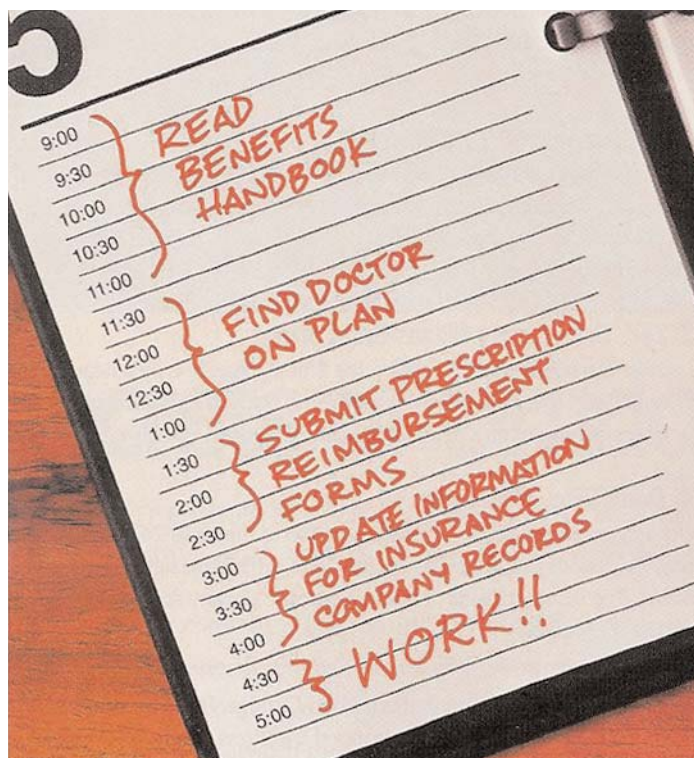 9:00
9:30
10:00
10:30
11:00
11:30
12:00
12:30
1:00
1:30
2:00
2:30
3:00
3:30
4:00
4:30
5:00
READ
BENEFITS
HANDBOOK
FIND DOCTOR
ON PLAN
SUBMIT PRESCRIPTION
REIMBURSEMENT
FORMS
UPDATE INFORMATION
FOR INSURANCE
COMPANY RECORDS
WORK!!